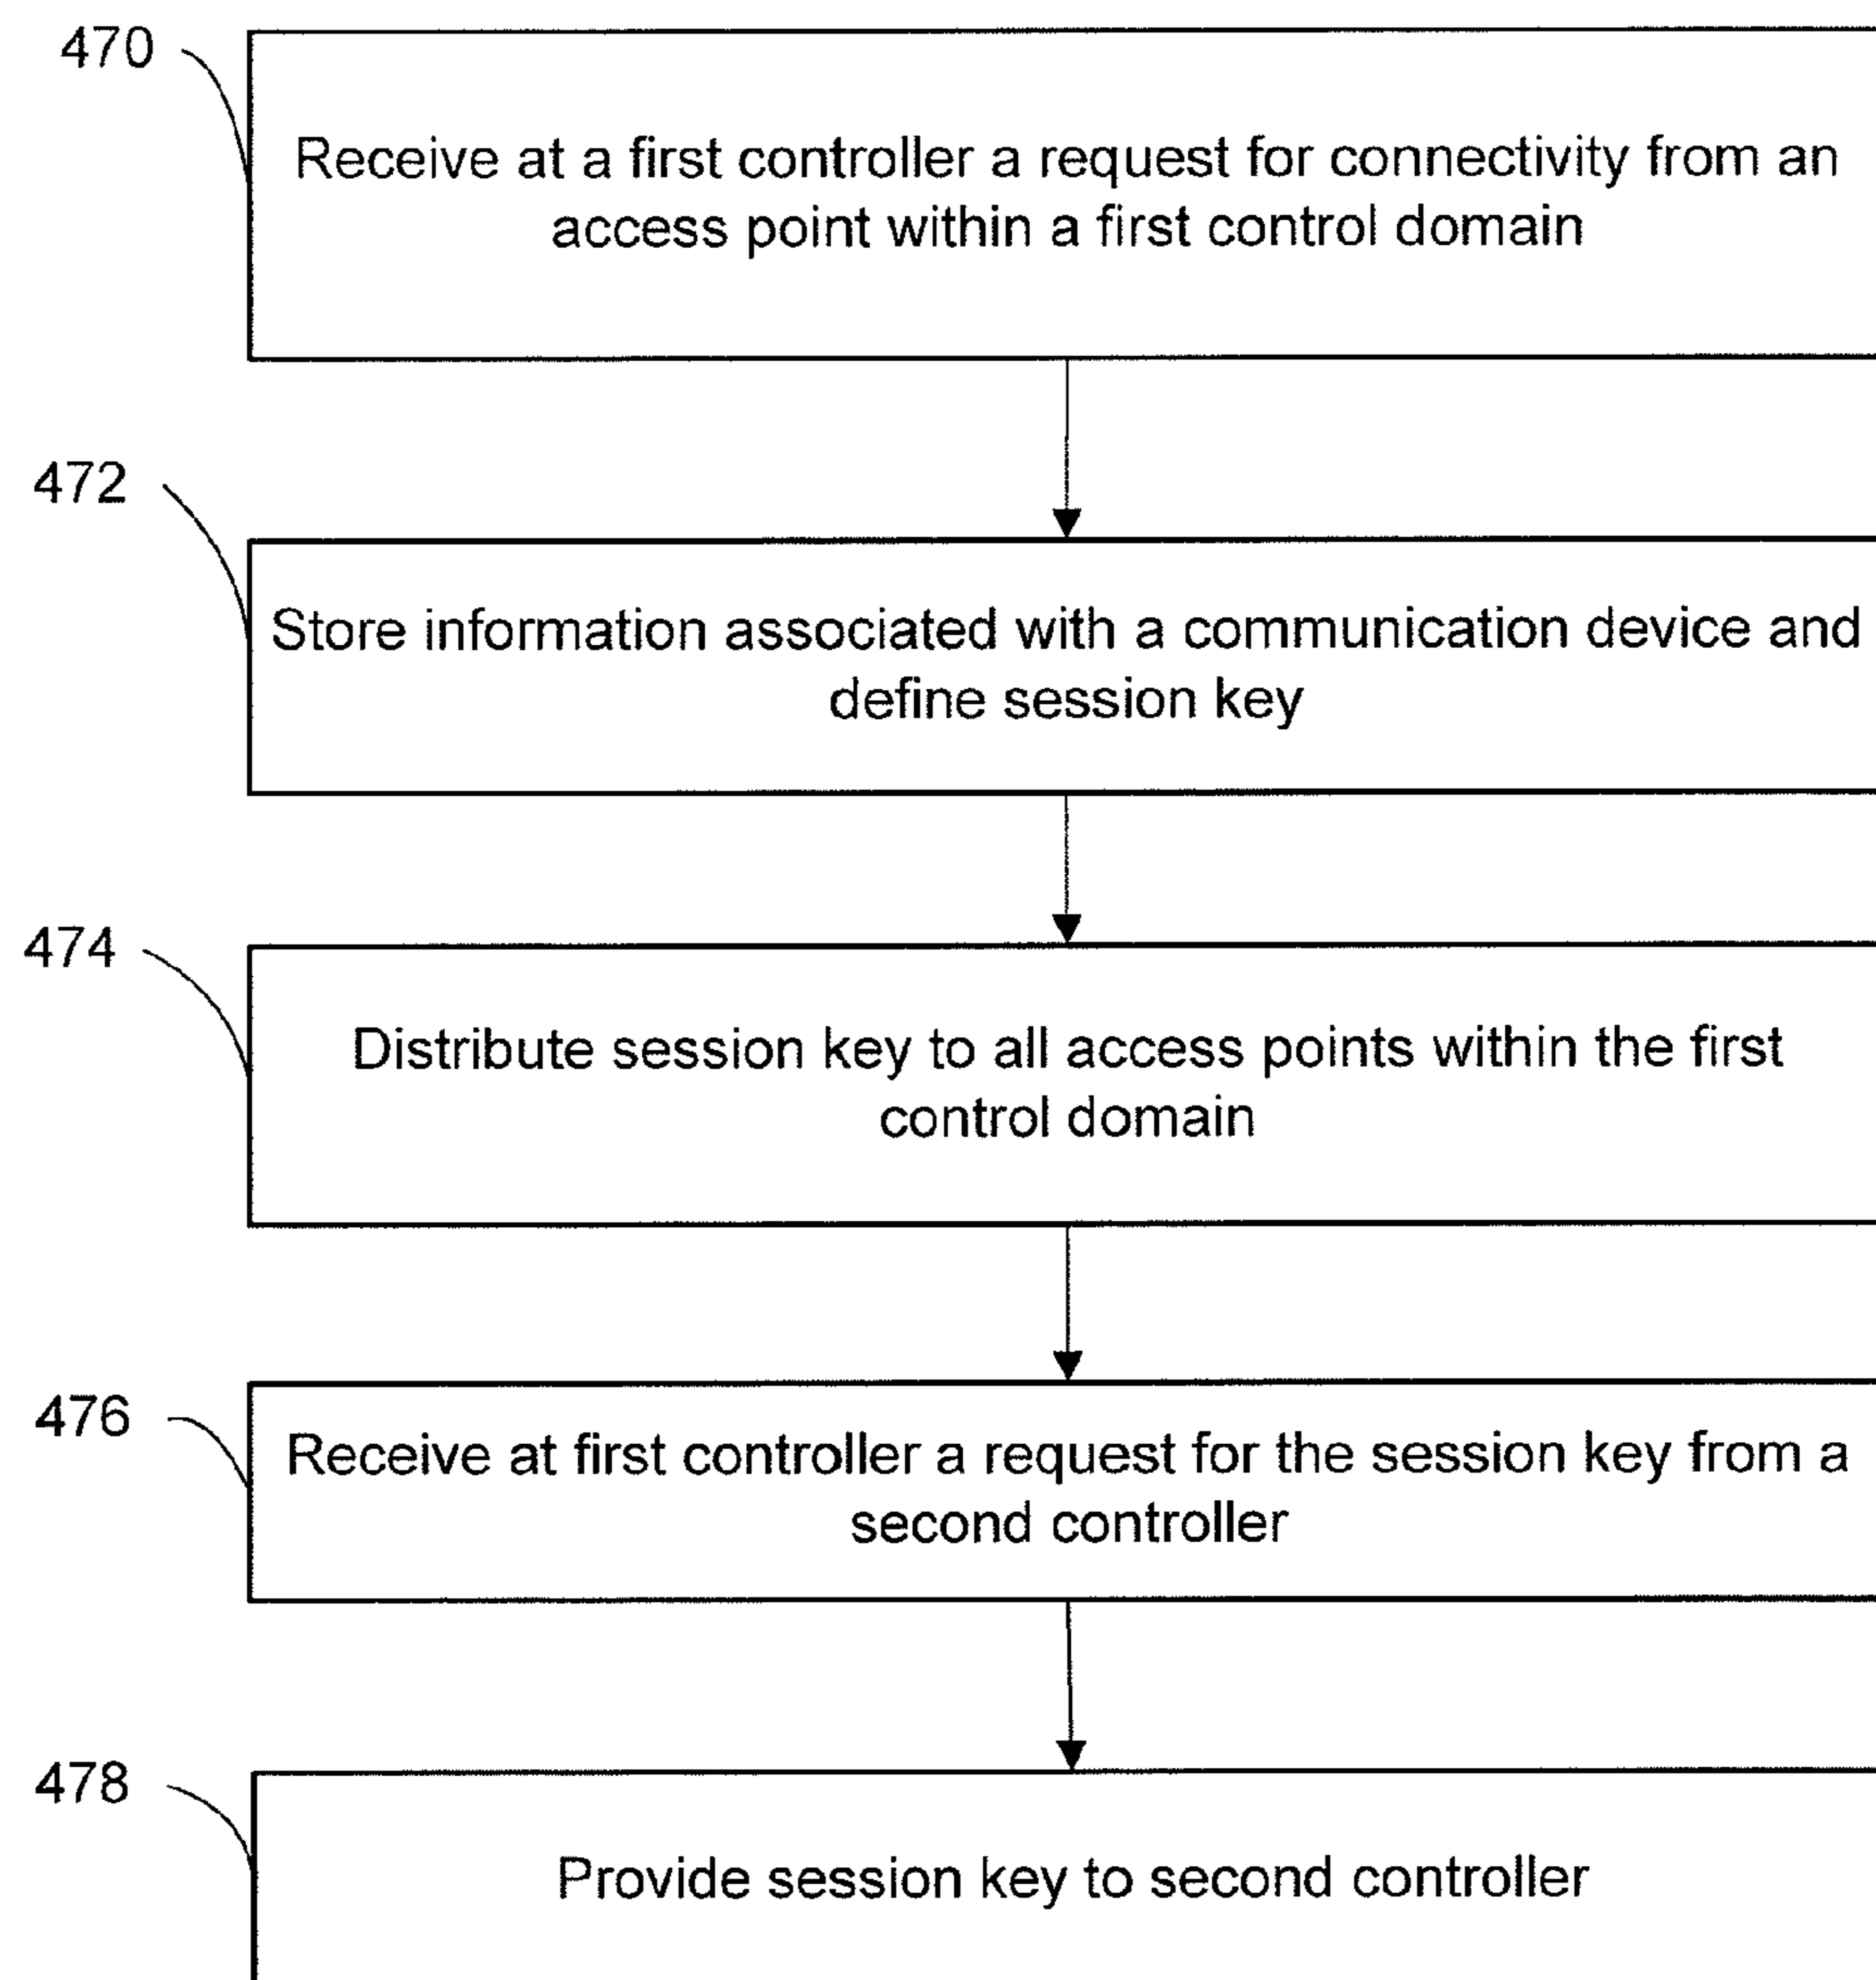 470
Receive at a first controller a request for connectivity from an
access point within a first control domain
472
Store information associated with a communication device and
define session key
474
Distribute session key to all access points within the first
control domain
476
Receive at first controller a request for the session key from a
second controller
478
Provide session key to second controller